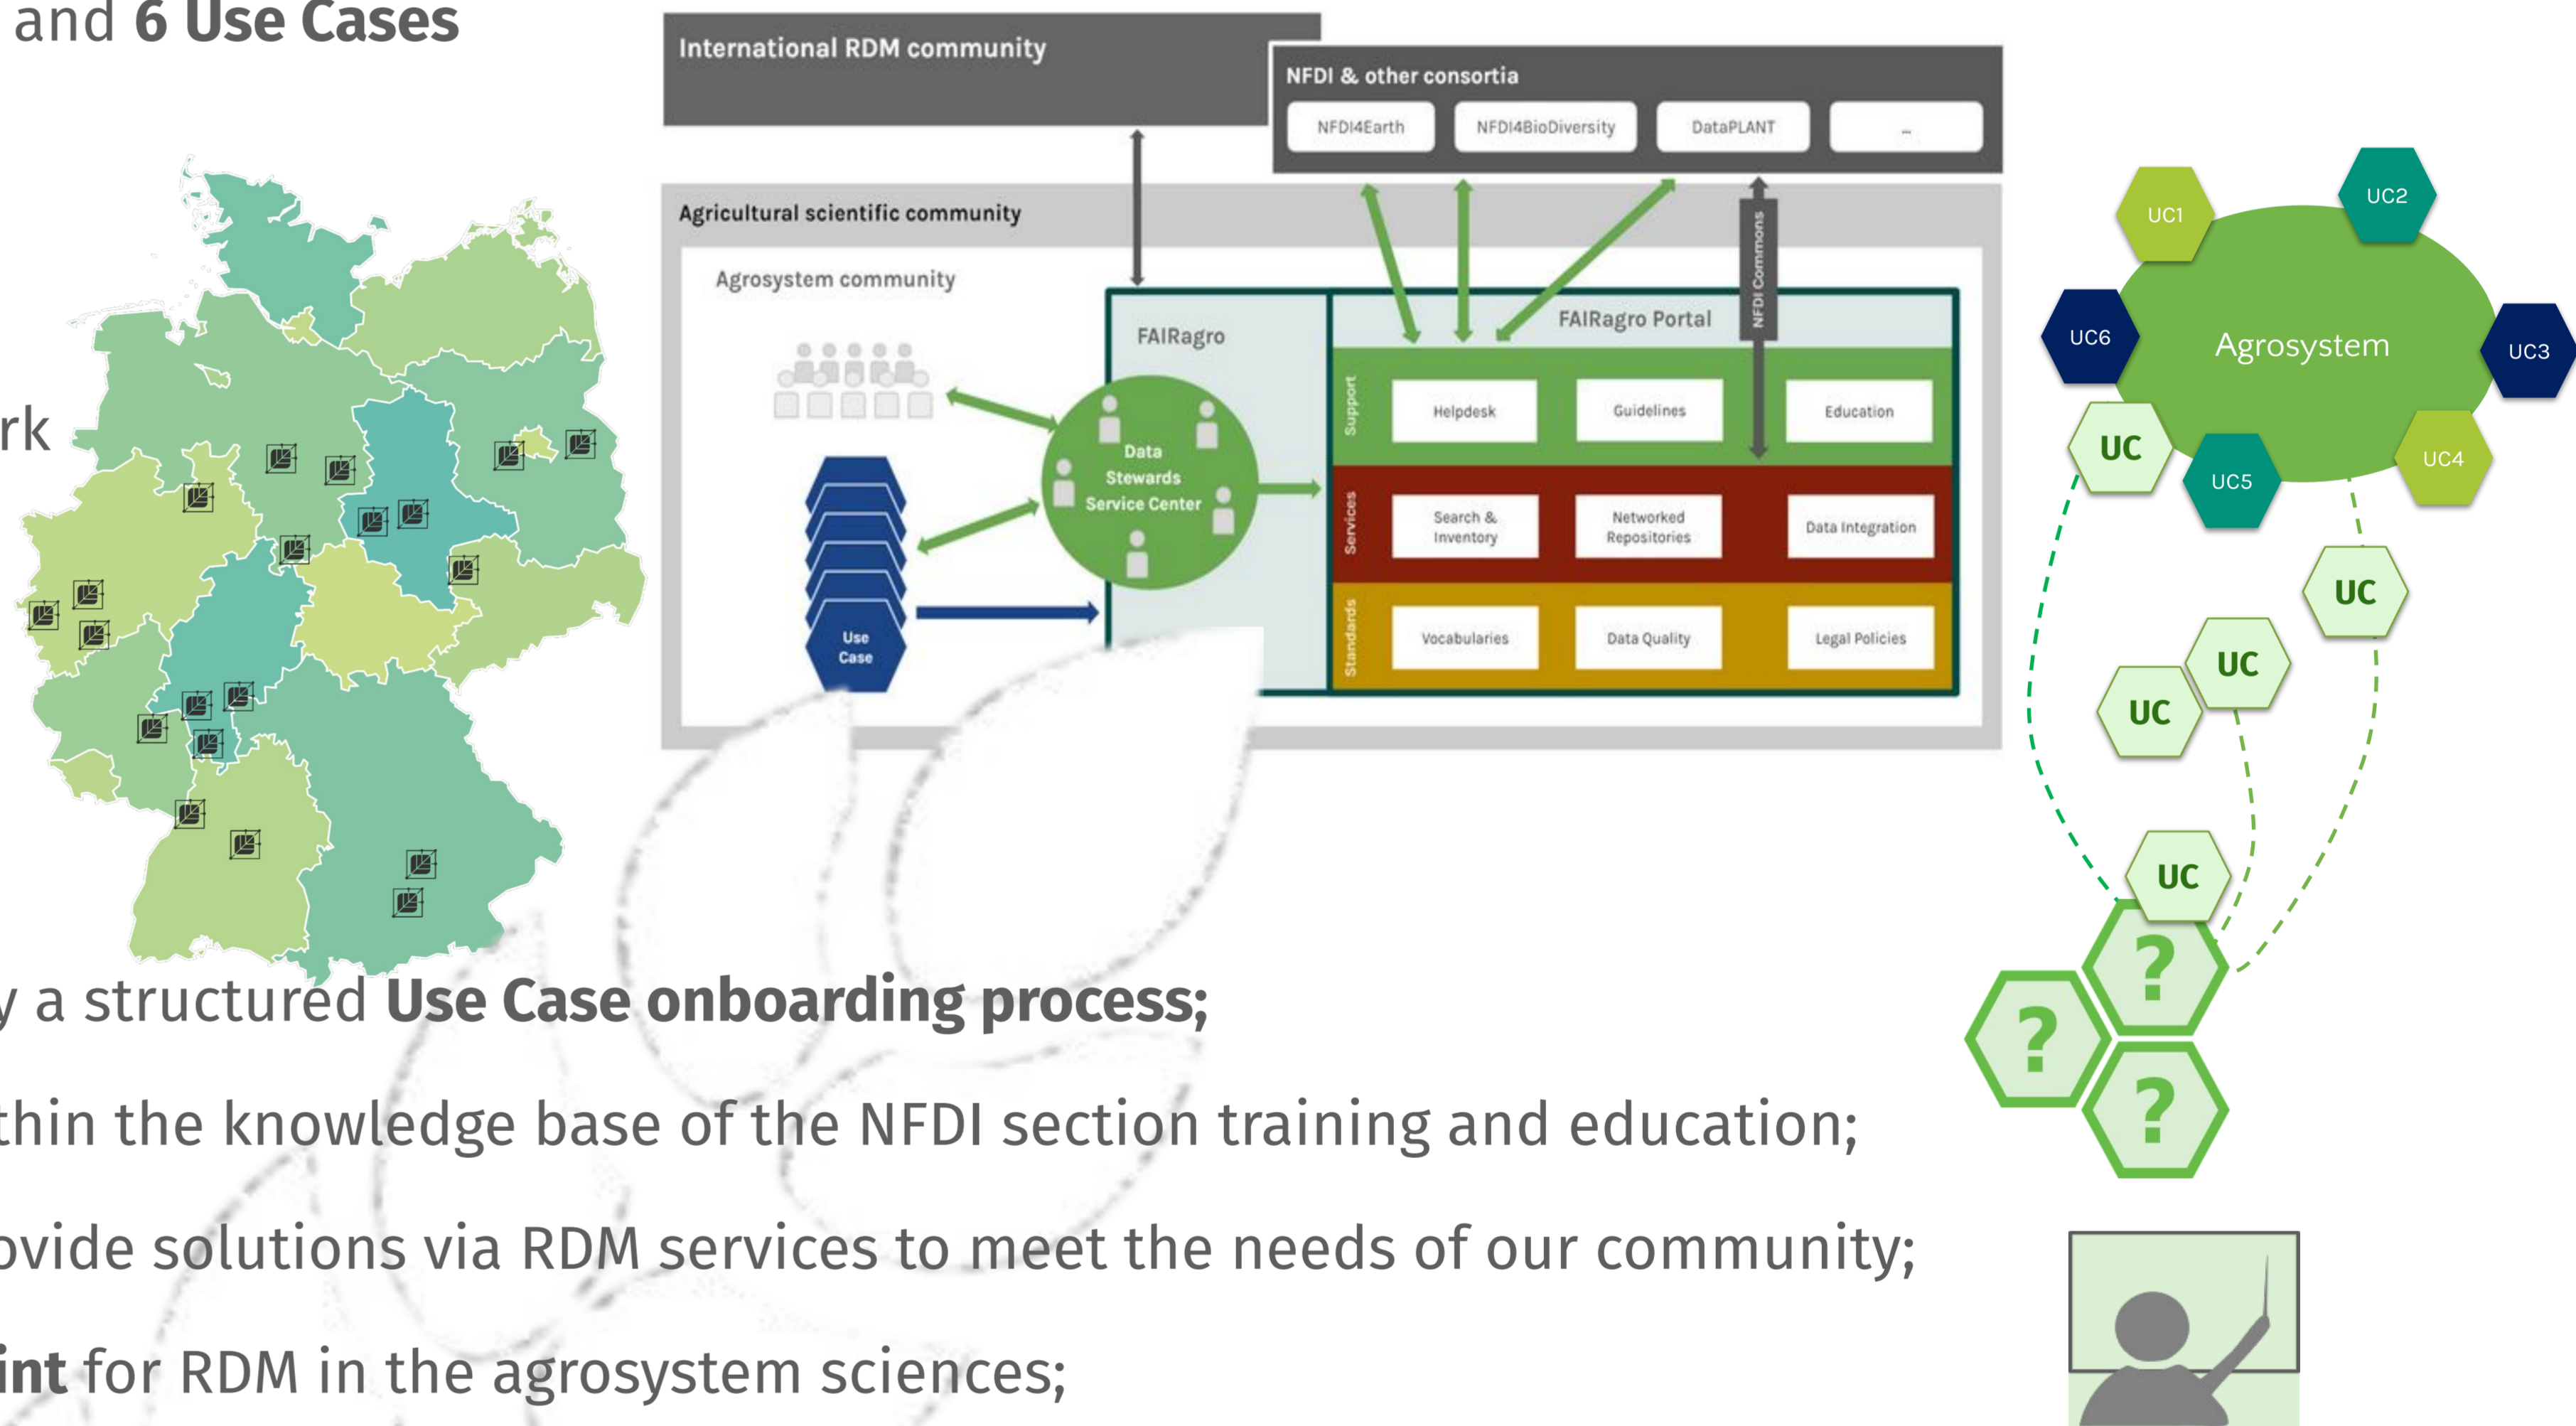 and 6 Use Cases
rk
International RDM community
NFDI & other consortia
NFDI4Earth
NFDI4BioDiversity
DataPLANT
...
Agricultural scientific community
Agrosystem community
FAIRagro
FAIRagro Portal
NFDI Commons
Data
Stewards
Service Center
Use
Case
Support
Helpdesk
Guidelines
Education
Services
Search &
Inventory
Networked
Repositories
Data Integration
Standards
Vocabularies
Data Quality
Legal Policies
UC1
UC2
UC6
Agrosystem
UC3
UC
UC5
UC4
UC
UC
UC
UC
?
?
?
y a structured Use Case onboarding process;
thin the knowledge base of the NFDI section training and education;
ovide solutions via RDM services to meet the needs of our community;
int for RDM in the agrosystem sciences;